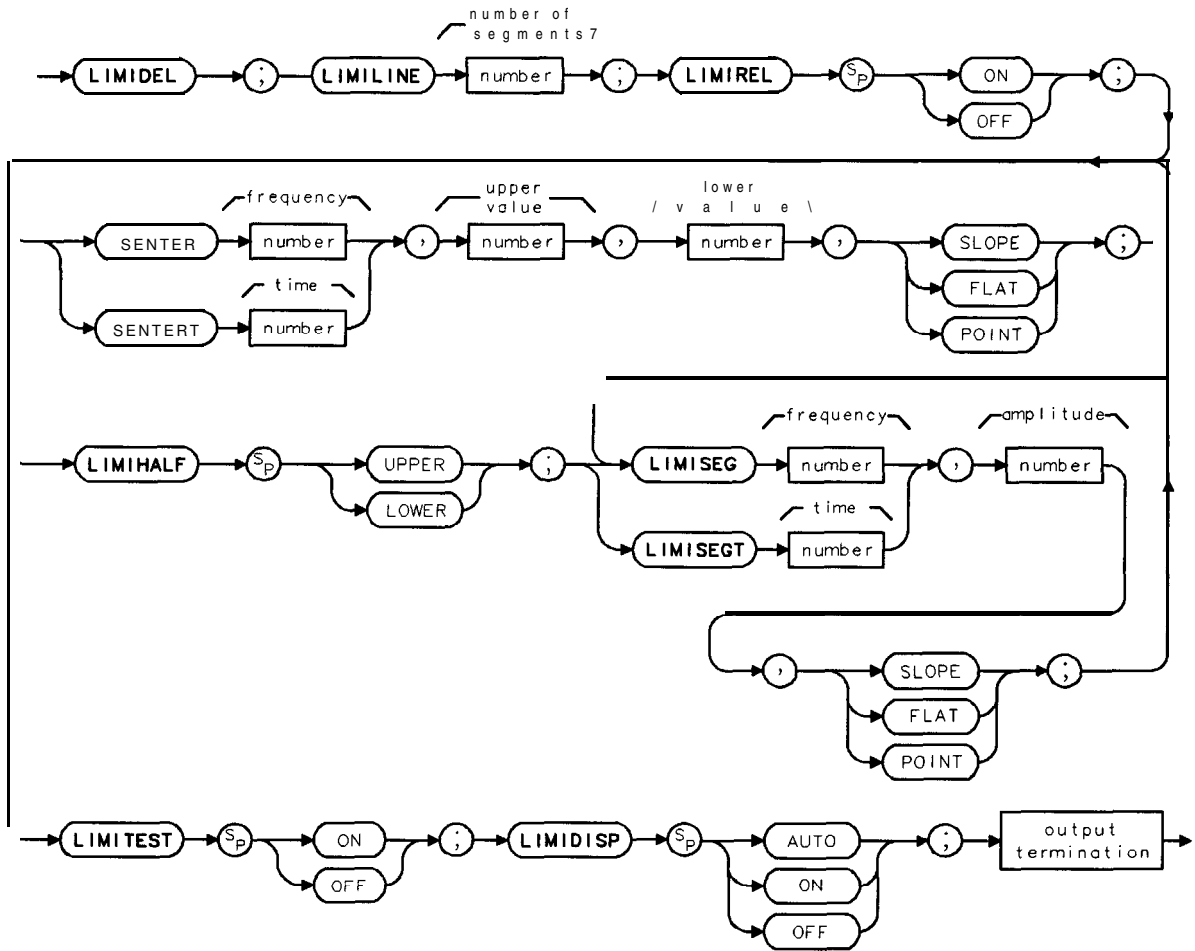 number of
segments7
LIMIDEL ; LIMILINE number ; LIMIREL SP ON ;
OFF
frequency upper value lower /value\
SENTER number , number , number , SLOPE ;
FLAT
time
SENTERT number POINT
frequency amplitude
LIMIHALF SP UPPER ; LIMISEG number , number
LOWER
time
LIMISEGT number
, SLOPE ;
FLAT
POINT
LIMITEST SP ON ; LIMIDISP SP AUTO ; output termination
OFF ON
OFF